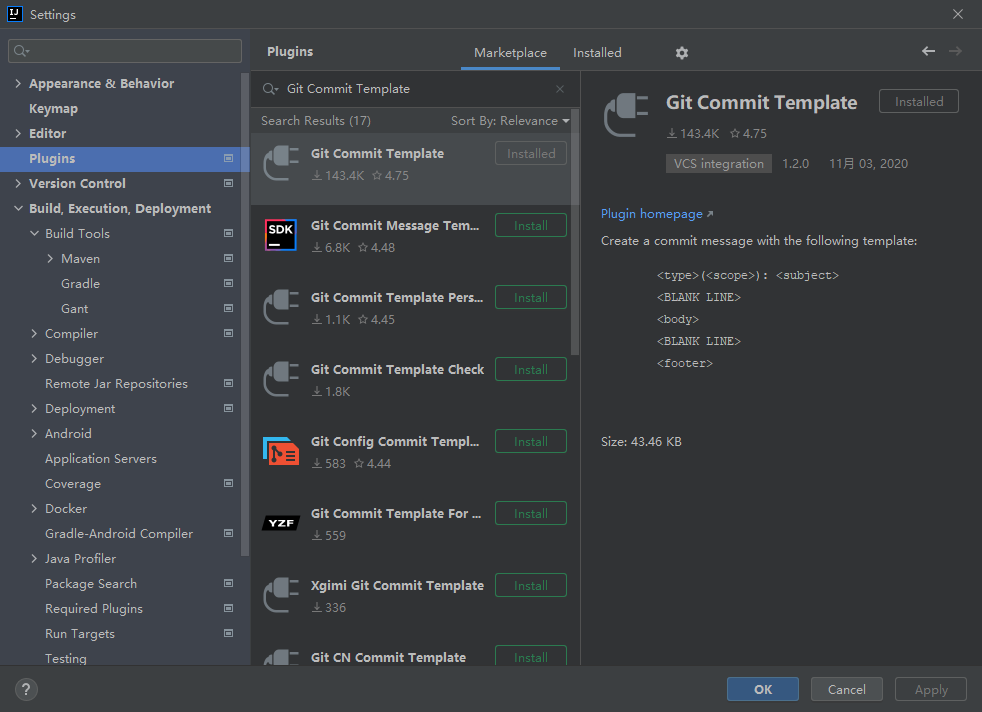 IJ
Settings
Appearance & Behavior
Keymap
Editor
Plugins
Version Control
Build, Execution, Deployment
Build Tools
Maven
Gradle
Gant
Compiler
Debugger
Remote Jar Repositories
Deployment
Android
Application Servers
Coverage
Docker
Gradle-Android Compiler
Java Profiler
Package Search
Required Plugins
Run Targets
Testing
Plugins
Marketplace
Installed
Git Commit Template
Search Results (17)
Sort By: Relevance
Git Commit Template
Installed
143.4K 4.75
SDK
Git Commit Message Tem...
Install
6.8K 4.48
Git Commit Template Pers...
Install
1.1K 4.45
Git Commit Template Check
Install
1.8K
Git Config Commit Templ...
Install
583 4.44
YZF
Git Commit Template For ...
Install
559
Xgimi Git Commit Template
Install
336
Git CN Commit Template
Install
Git Commit Template
Installed
143.4K 4.75
VCS integration 1.2.0 11月 03, 2020
Plugin homepage
Create a commit message with the following template:
<type>(<scope>): <subject>
<BLANK LINE>
<body>
<BLANK LINE>
<footer>
Size: 43.46 KB
?
OK
Cancel
Apply